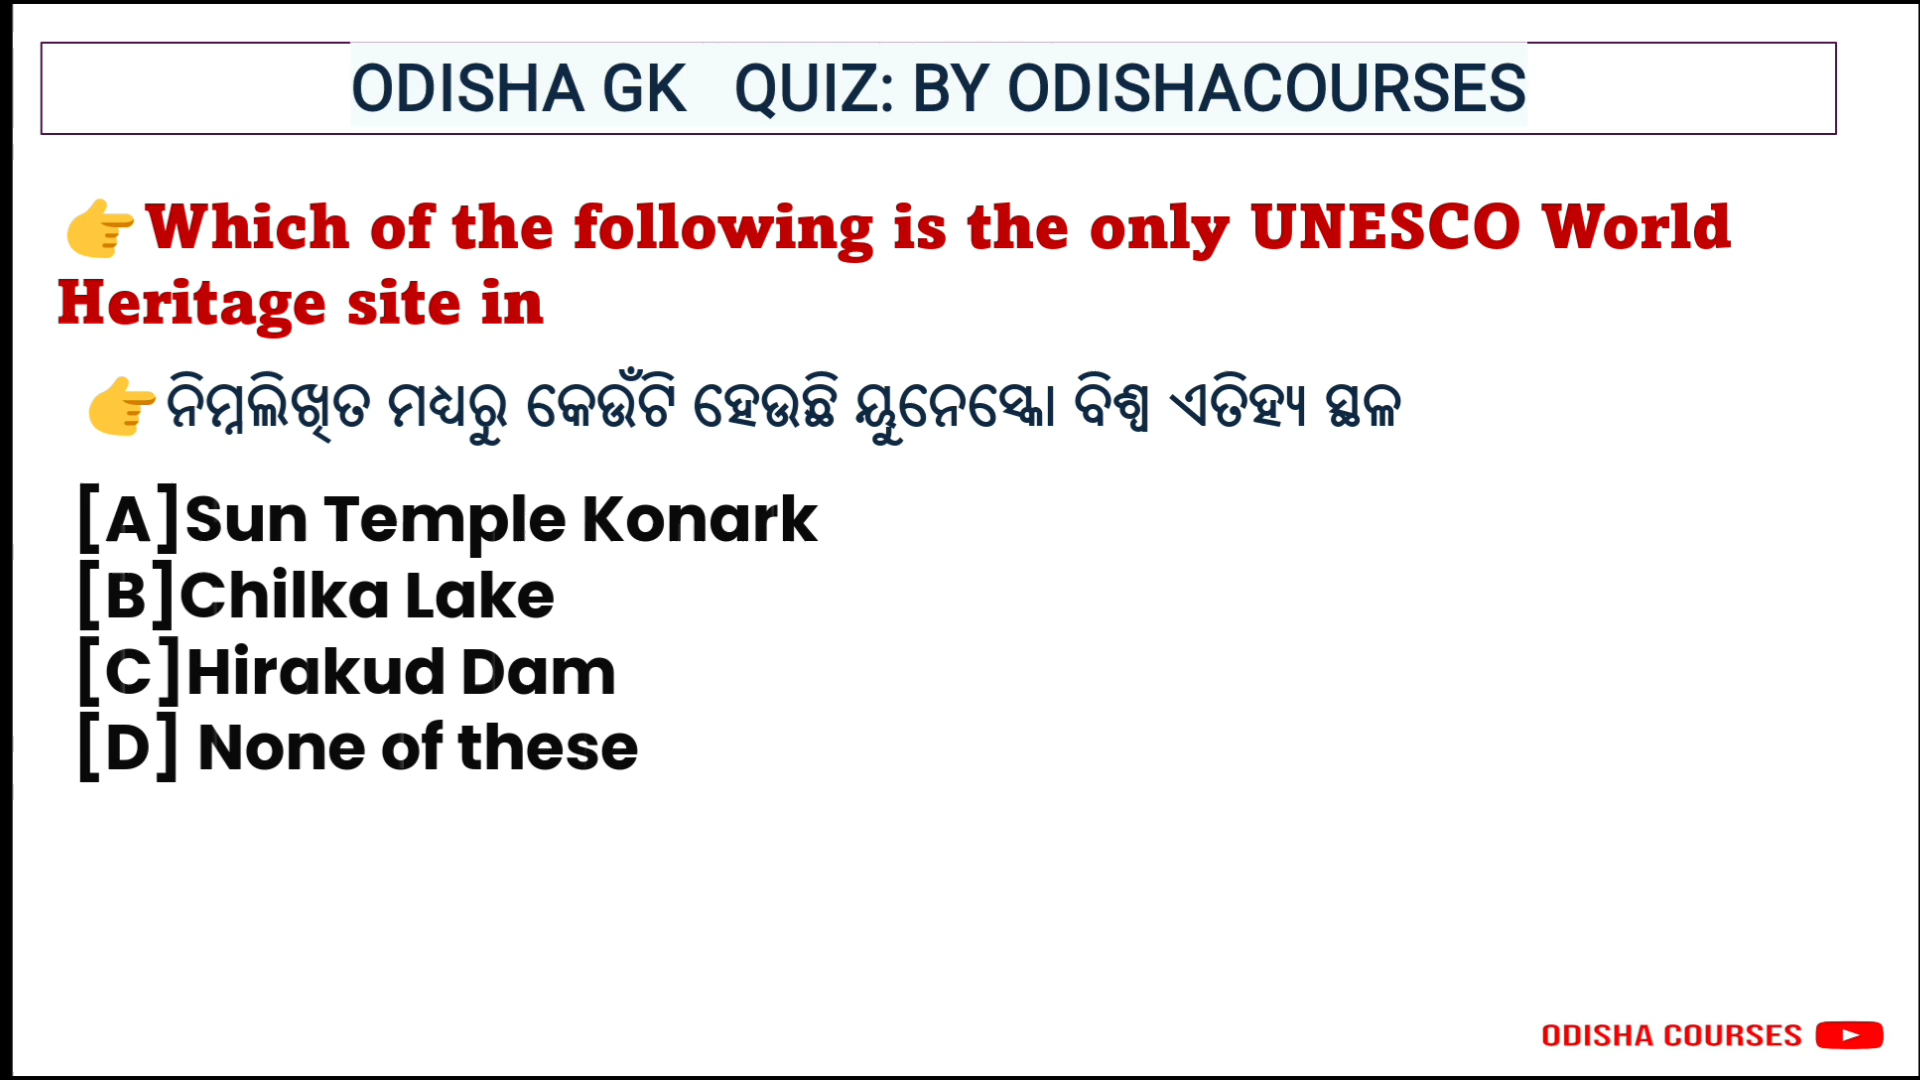 ODISHA GK QUIZ: BY ODISHACOURSES
👉Which of the following is the only UNESCO World
Heritage site in
👉ନିମ୍ନଲିଖିତ ମଧ୍ୟରୁ କେଉଁଟି ହେଉଛି ୟୁନେସ୍କୋ ବିଶ୍ୱ ଏତିହ୍ୟ ସ୍ଥଳ
[A]Sun Temple Konark
[B]Chilka Lake
[C]Hirakud Dam
[D] None of these
ODISHA COURSES